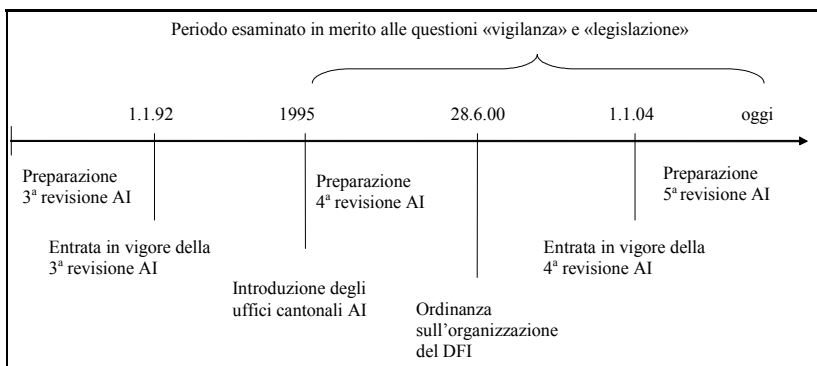 Periodo esaminato in merito alle questioni «vigilanza» e «legislazione»
1.1.92
1995
28.6.00
1.1.04
oggi
Preparazione
3ª revisione AI
Preparazione
4ª revisione AI
Preparazione
5ª revisione AI
Entrata in vigore della
3ª revisione AI
Entrata in vigore della
4ª revisione AI
Introduzione degli
uffici cantonali AI
Ordinanza
sull’organizzazione
del DFI